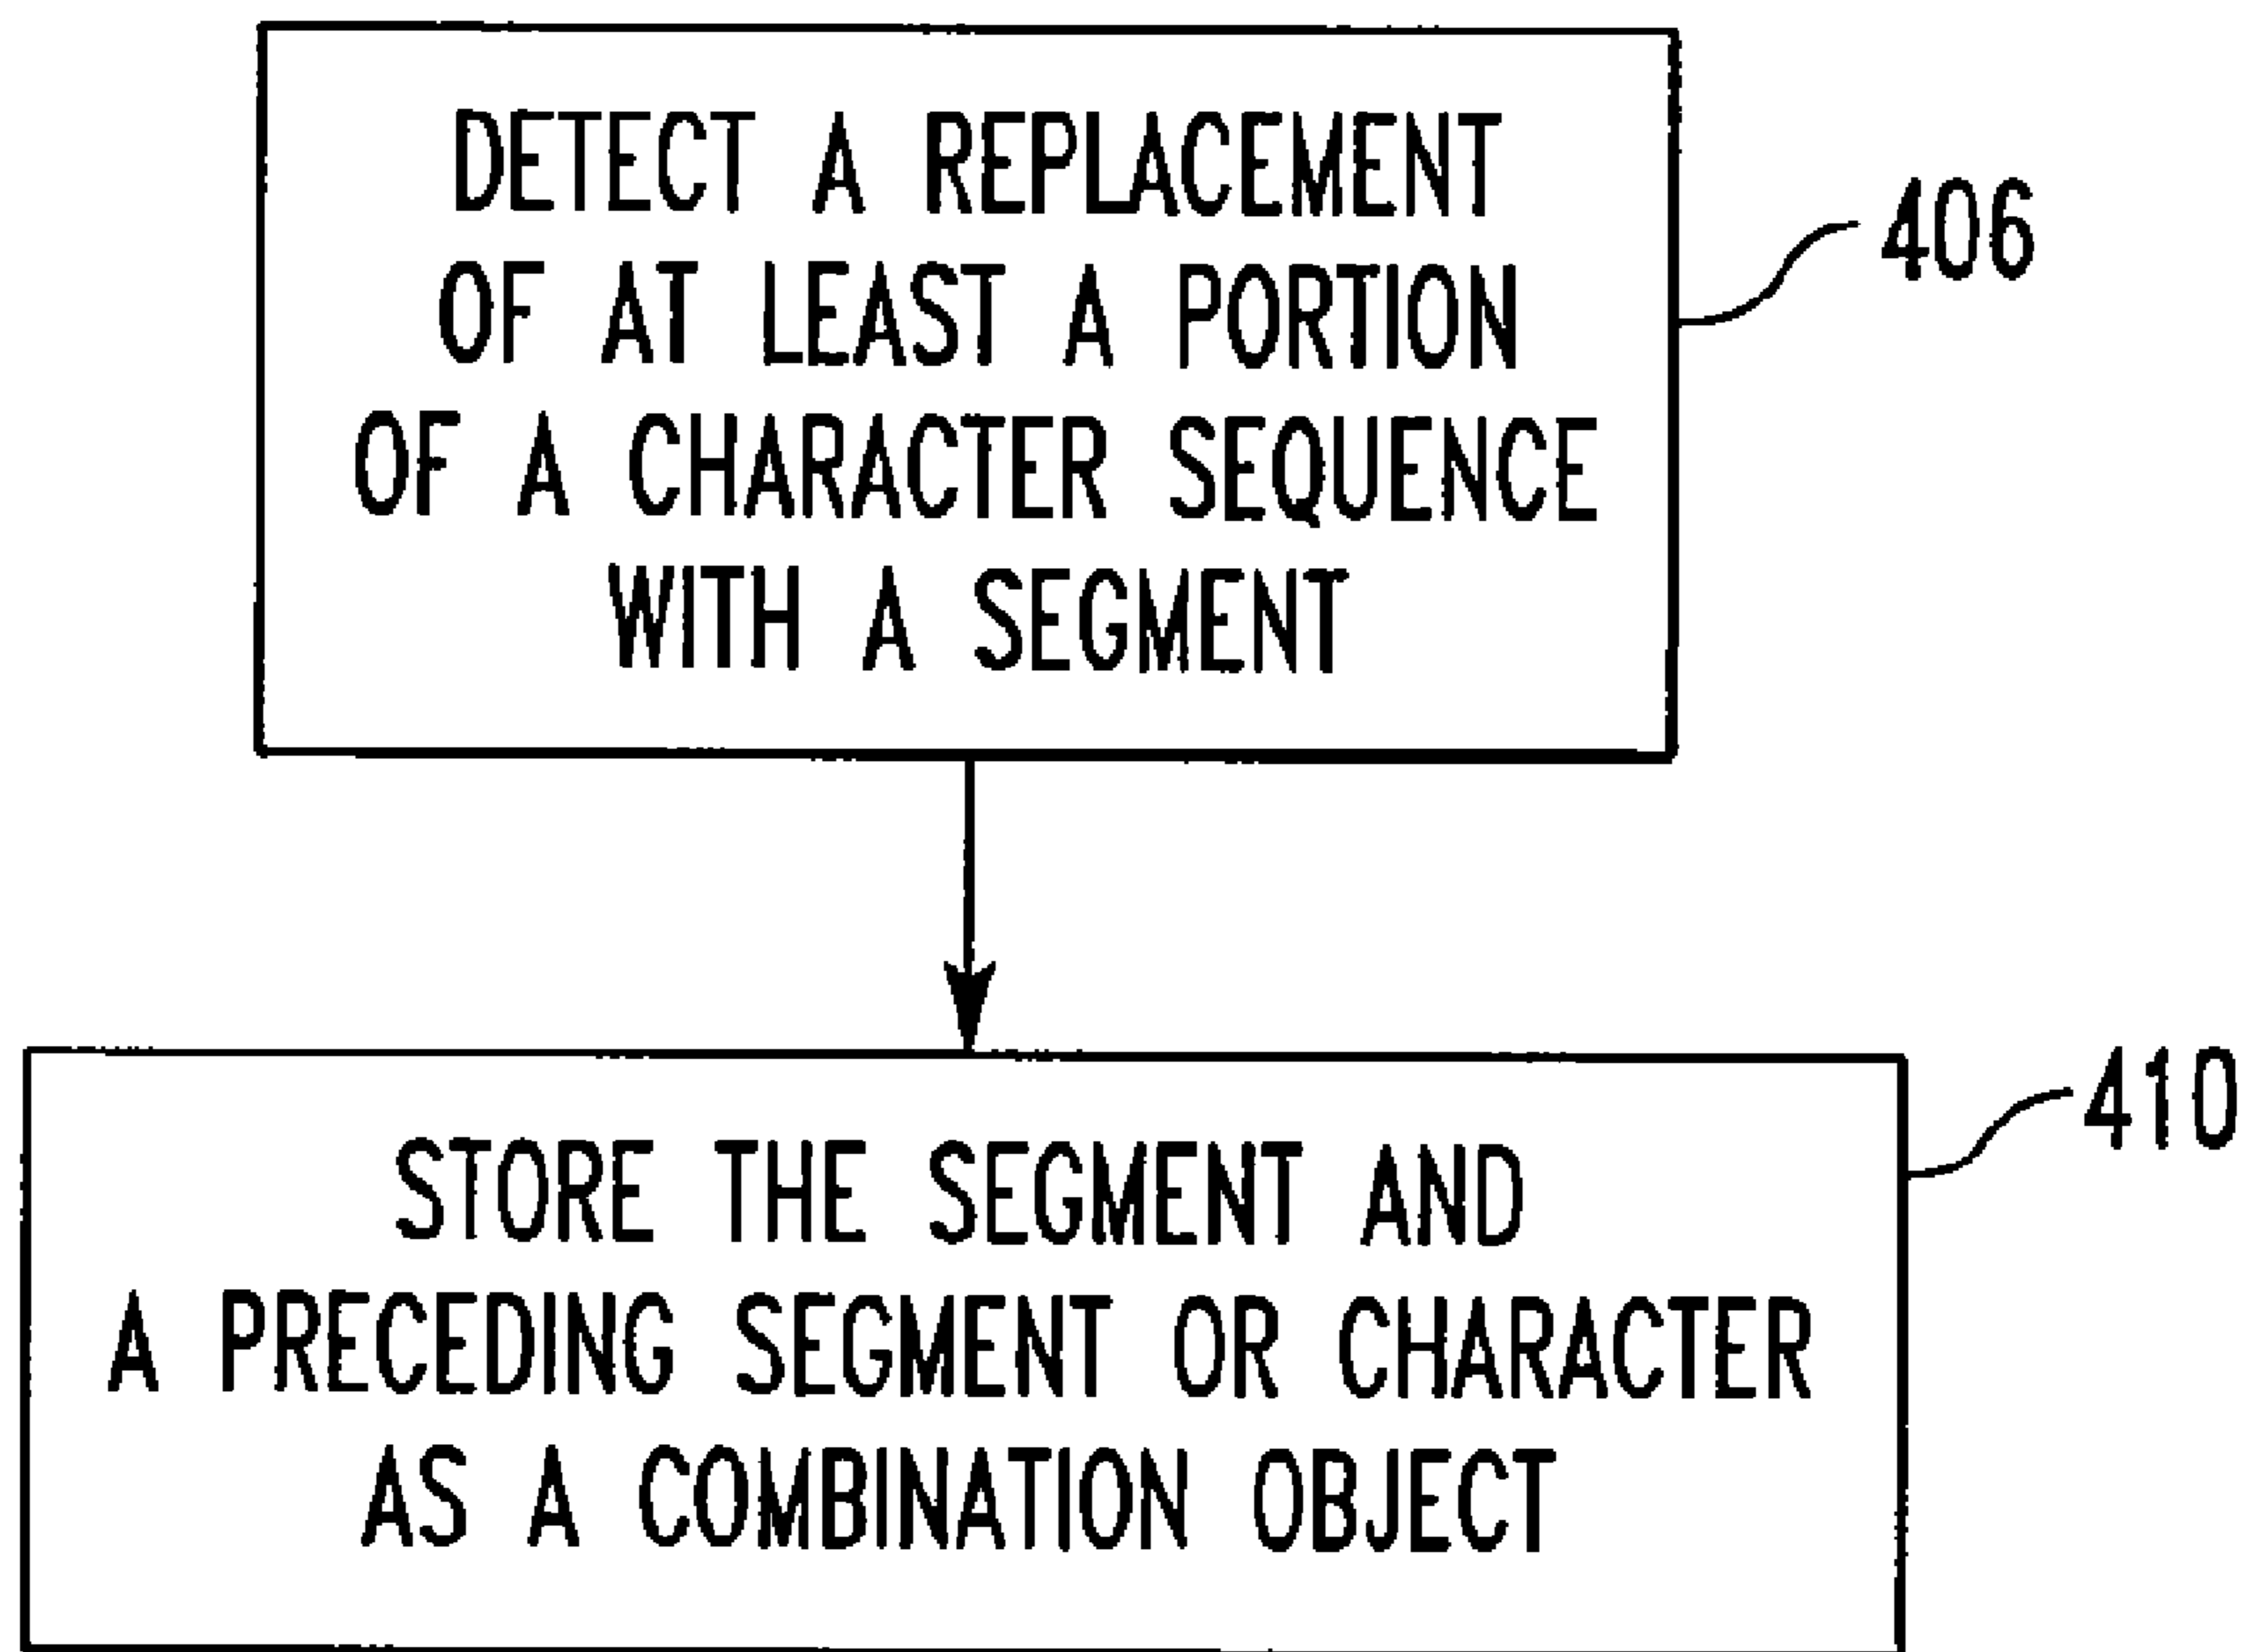 DETECT A REPLACEMENT
OF AT LEAST A PORTION
OF A CHARACTER SEQUENCE
WITH A SEGMENT
406
STORE THE SEGMENT AND
A PRECEDING SEGMENT OR CHARACTER
AS A COMBINATION OBJECT
410